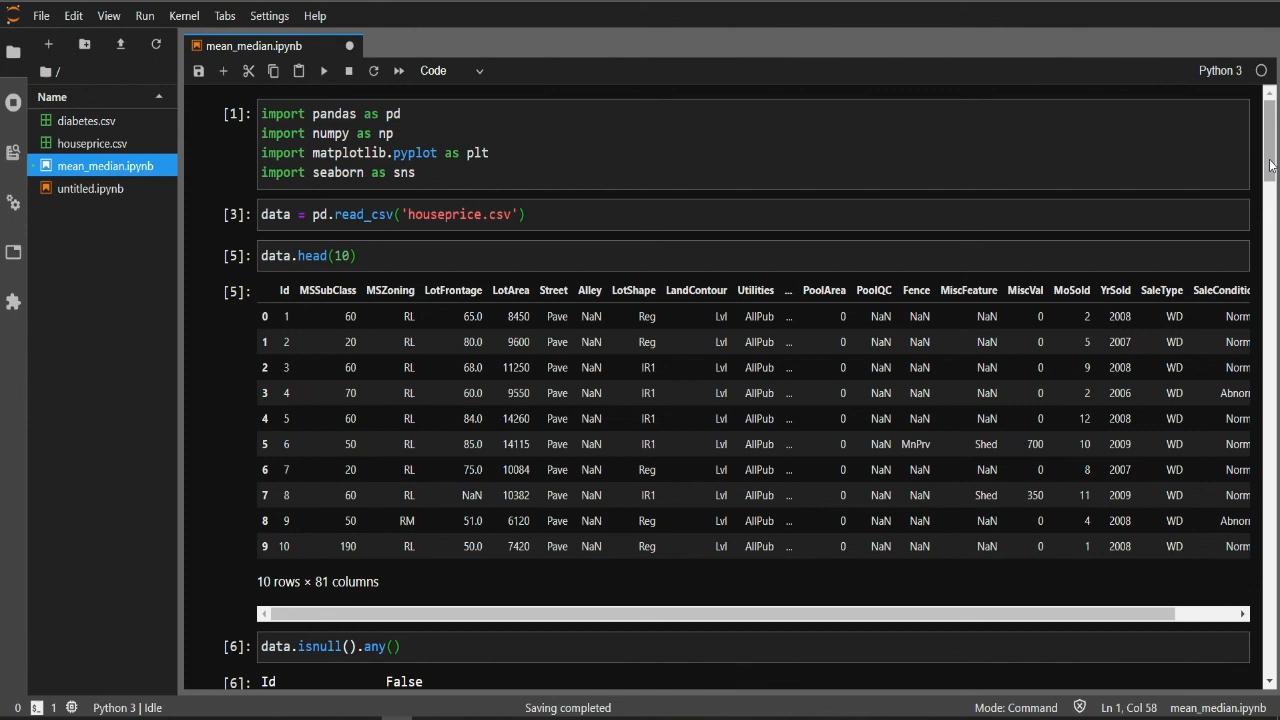 File Edit View Run Kernel Tabs Settings Help
mean_median.ipynb
/
Code
Python 3
Name
diabetes.csv
houseprice.csv
mean_median.ipynb
untitled.ipynb
[1]: import pandas as pd
import numpy as np
import matplotlib.pyplot as plt
import seaborn as sns
[3]: data = pd.read_csv('houseprice.csv')
[5]: data.head(10)
[5]: Id MSSubClass MSZoning LotFrontage LotArea Street Alley LotShape LandContour Utilities ... PoolArea PoolQC Fence MiscFeature MiscVal MoSold YrSold SaleType SaleConditio
0 1 60 RL 65.0 8450 Pave NaN Reg Lvl AllPub ... 0 NaN NaN NaN 0 2 2008 WD Norm
1 2 20 RL 80.0 9600 Pave NaN Reg Lvl AllPub ... 0 NaN NaN NaN 0 5 2007 WD Norm
2 3 60 RL 68.0 11250 Pave NaN IR1 Lvl AllPub ... 0 NaN NaN NaN 0 9 2008 WD Norm
3 4 70 RL 60.0 9550 Pave NaN IR1 Lvl AllPub ... 0 NaN NaN NaN 0 2 2006 WD Abnorn
4 5 60 RL 84.0 14260 Pave NaN IR1 Lvl AllPub ... 0 NaN NaN NaN 0 12 2008 WD Norm
5 6 50 RL 85.0 14115 Pave NaN IR1 Lvl AllPub ... 0 NaN MnPrv Shed 700 10 2009 WD Norm
6 7 20 RL 75.0 10084 Pave NaN Reg Lvl AllPub ... 0 NaN NaN NaN 0 8 2007 WD Norm
7 8 60 RL NaN 10382 Pave NaN IR1 Lvl AllPub ... 0 NaN NaN Shed 350 11 2009 WD Norm
8 9 50 RM 51.0 6120 Pave NaN Reg Lvl AllPub ... 0 NaN NaN NaN 0 4 2008 WD Abnorn
9 10 190 RL 50.0 7420 Pave NaN Reg Lvl AllPub ... 0 NaN NaN NaN 0 1 2008 WD Norm
10 rows × 81 columns
[6]: data.isnull().any()
[6]: Id False
0 1 Python 3 | Idle Saving completed Mode: Command Ln 1, Col 58 mean_median.ipynb